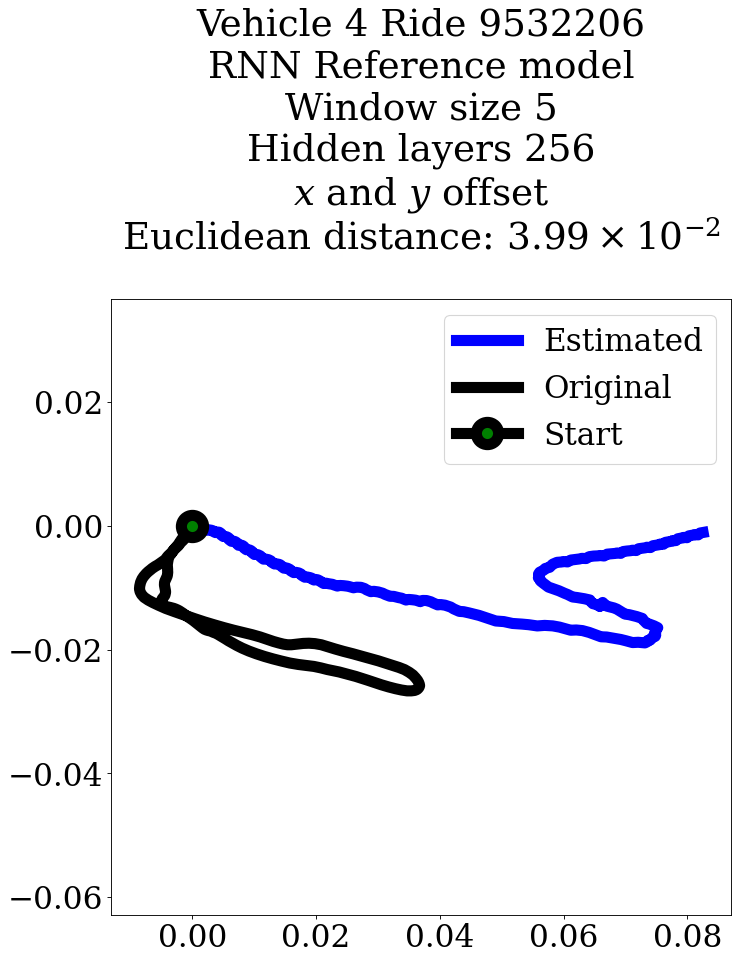 Vehicle 4 Ride 9532206
RNN Reference model
Window size 5
Hidden layers 256
x and y offset
Euclidean distance: 3.99 × 10⁻²
Estimated
Original
Start
0.02
0.00
−0.02
−0.04
−0.06
0.00 0.02 0.04 0.06 0.08